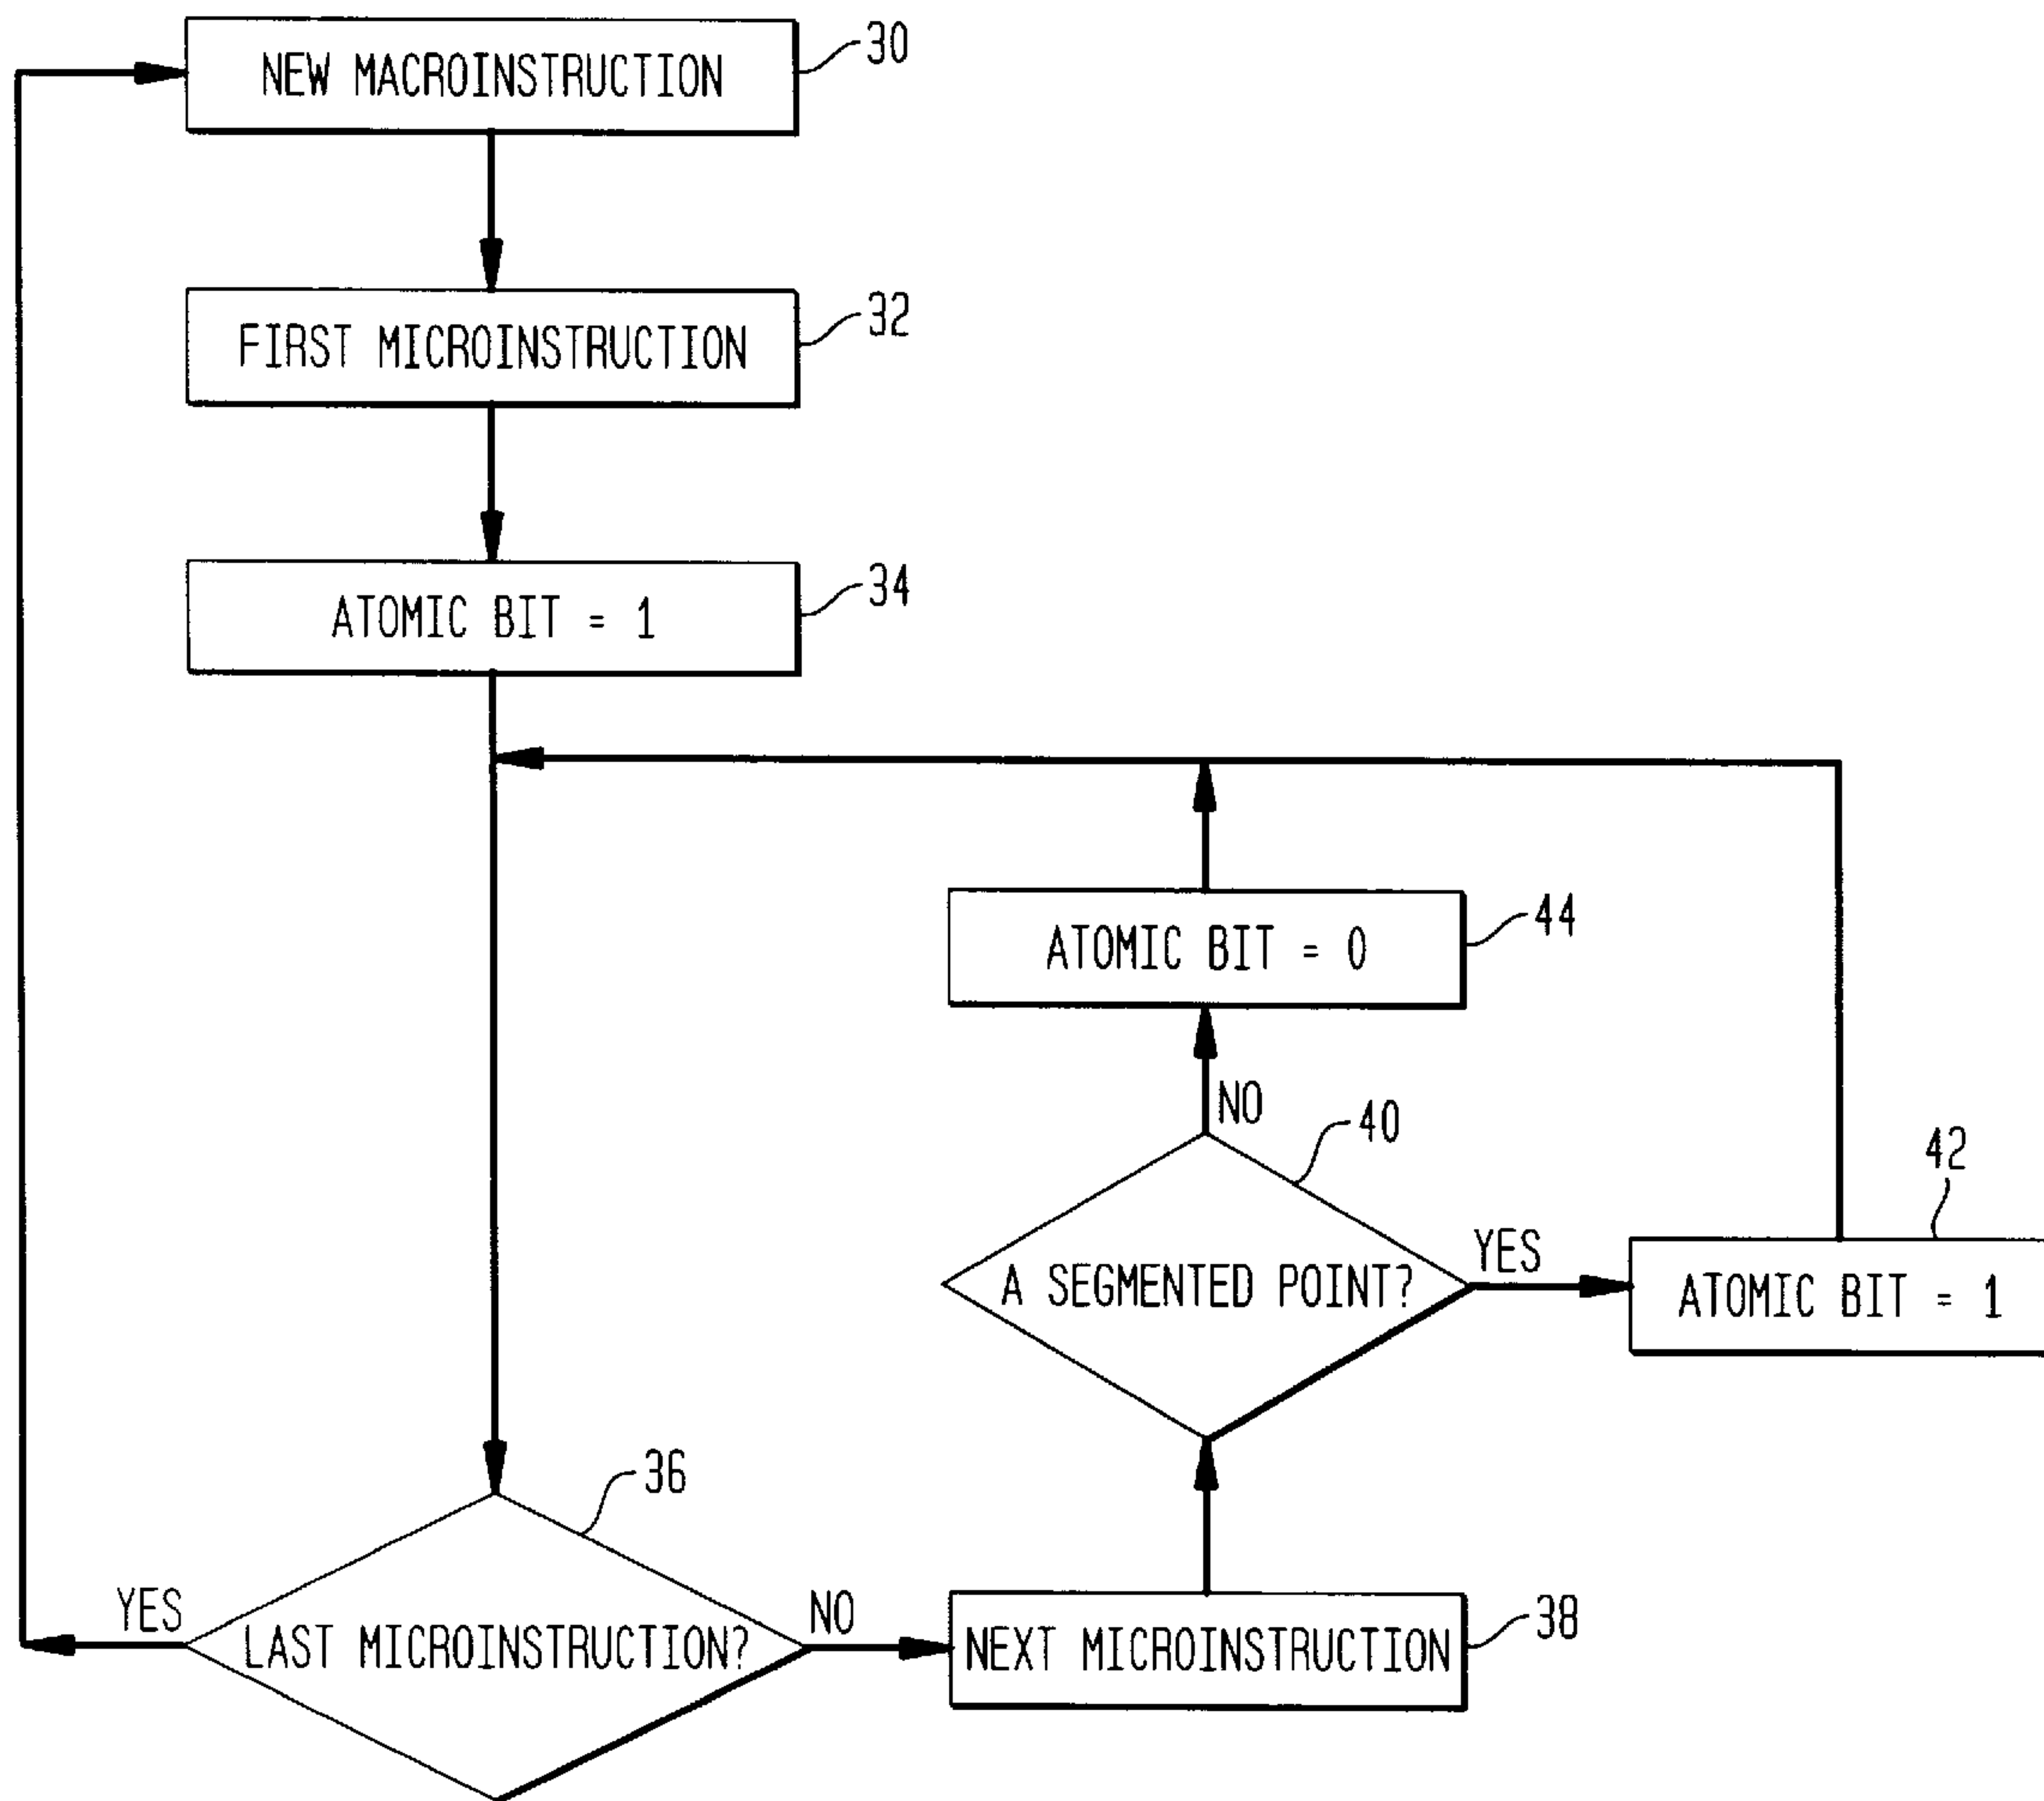 NEW MACROINSTRUCTION
30
FIRST MICROINSTRUCTION
32
ATOMIC BIT = 1
34
ATOMIC BIT = 0
44
NO
40
A SEGMENTED POINT?
YES
42
ATOMIC BIT = 1
36
LAST MICROINSTRUCTION?
YES
NO
NEXT MICROINSTRUCTION
38